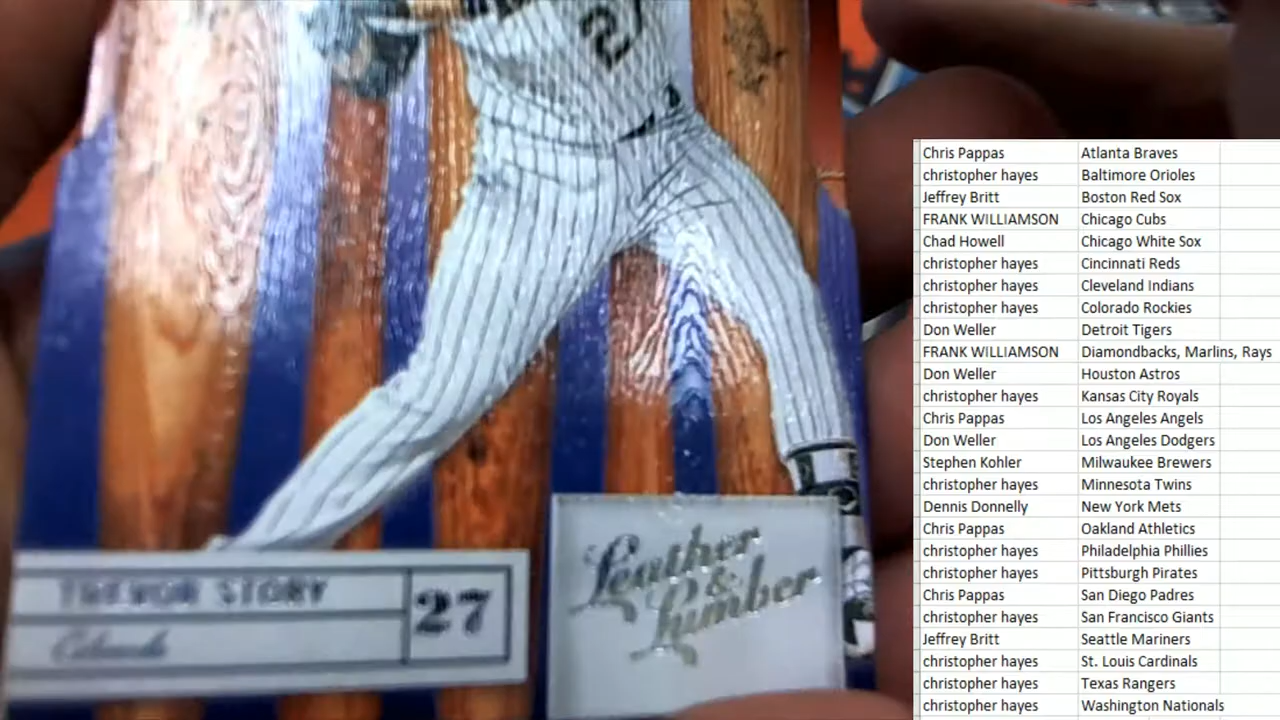 2
TREVOR STORY
Colorado
27
Leather
&
Lumber
Chris Pappas Atlanta Braves
christopher hayes Baltimore Orioles
Jeffrey Britt Boston Red Sox
FRANK WILLIAMSON Chicago Cubs
Chad Howell Chicago White Sox
christopher hayes Cincinnati Reds
christopher hayes Cleveland Indians
christopher hayes Colorado Rockies
Don Weller Detroit Tigers
FRANK WILLIAMSON Diamondbacks, Marlins, Rays
Don Weller Houston Astros
christopher hayes Kansas City Royals
Chris Pappas Los Angeles Angels
Don Weller Los Angeles Dodgers
Stephen Kohler Milwaukee Brewers
christopher hayes Minnesota Twins
Dennis Donnelly New York Mets
Chris Pappas Oakland Athletics
christopher hayes Philadelphia Phillies
christopher hayes Pittsburgh Pirates
Chris Pappas San Diego Padres
christopher hayes San Francisco Giants
Jeffrey Britt Seattle Mariners
christopher hayes St. Louis Cardinals
christopher hayes Texas Rangers
christopher hayes Washington Nationals